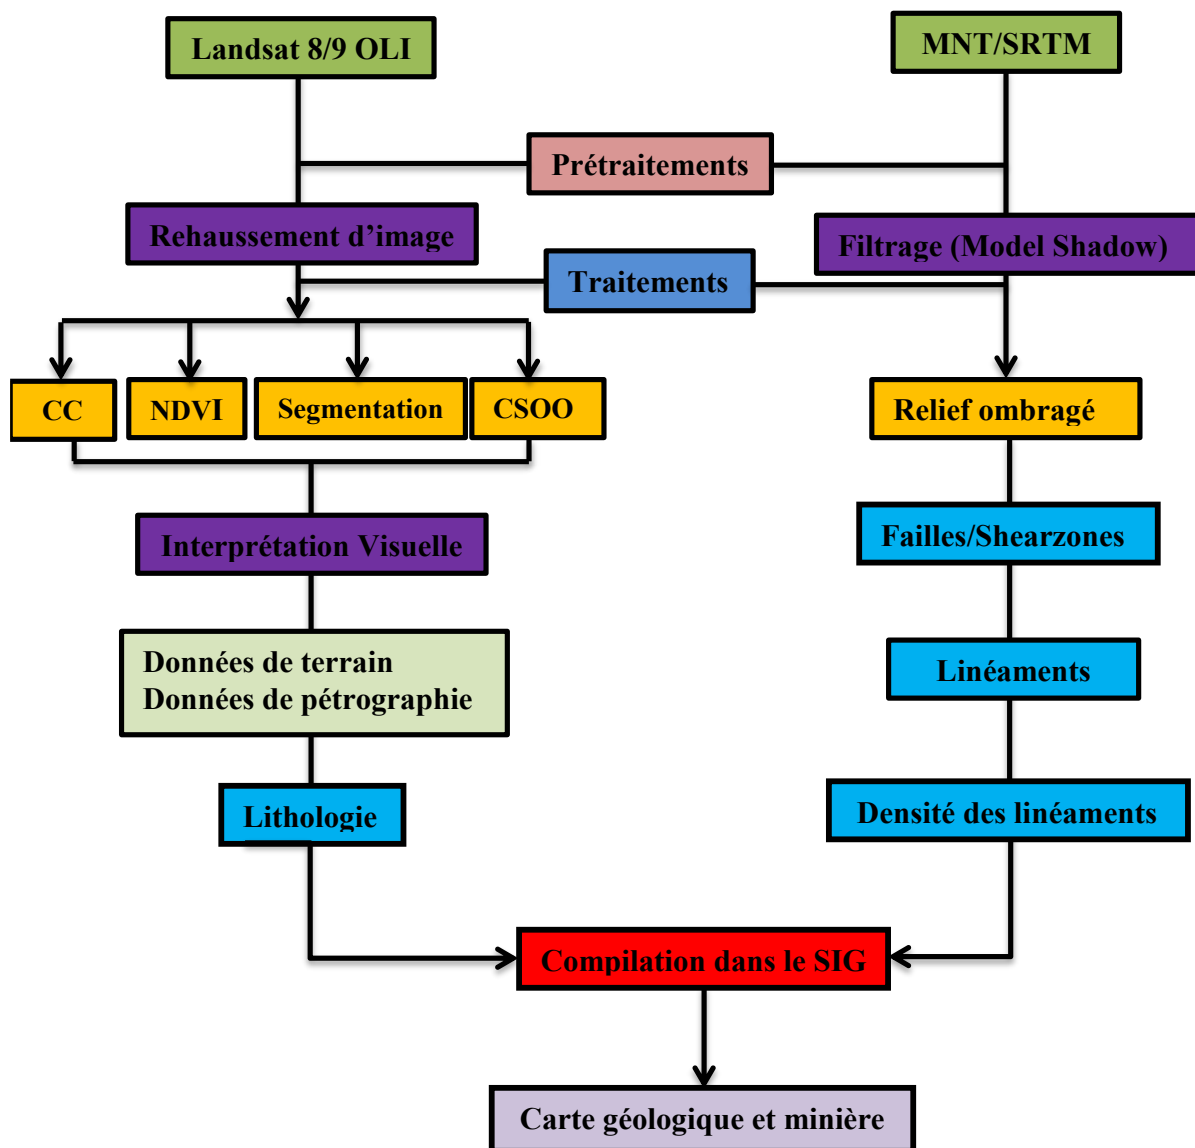 Landsat 8/9 OLI
MNT/SRTM
Prétraitements
Rehaussement d’image
Filtrage (Model Shadow)
Traitements
CC
NDVI
Segmentation
CSOO
Relief ombragé
Interprétation Visuelle
Failles/Shearzones
Données de terrain
Données de pétrographie
Linéaments
Lithologie
Densité des linéaments
Compilation dans le SIG
Carte géologique et minière